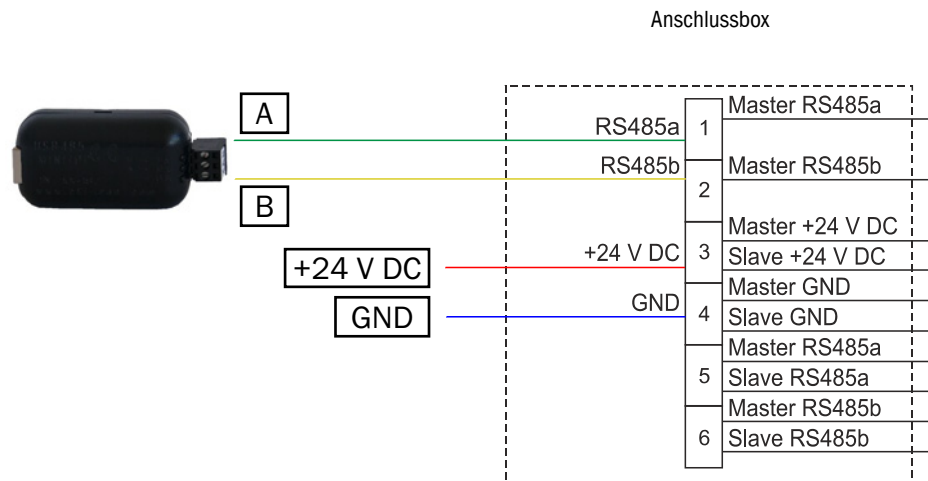 Anschlussbox
A
RS485a
1
Master RS485a
B
RS485b
2
Master RS485b
+24 V DC
+24 V DC
3
Master +24 V DC
Slave +24 V DC
GND
GND
4
Master GND
Slave GND
5
Master RS485a
Slave RS485a
6
Master RS485b
Slave RS485b